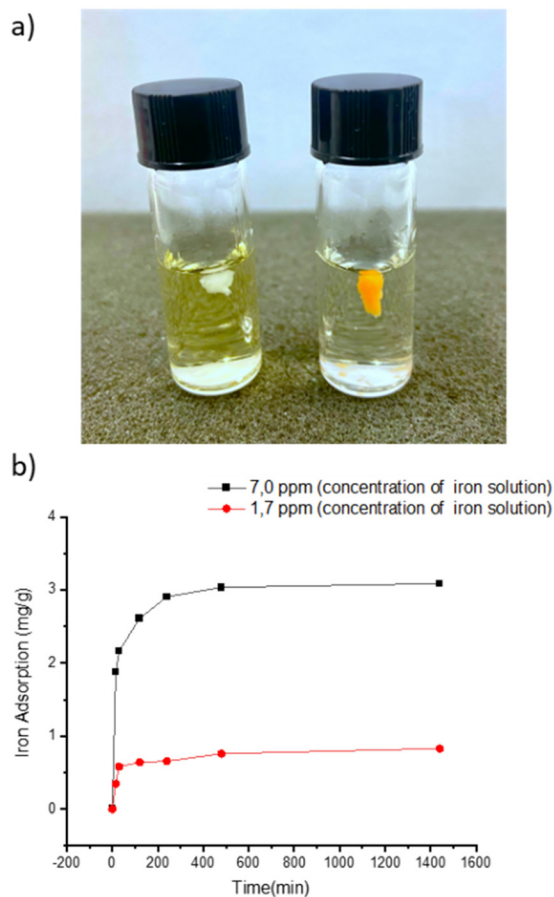 a)
b)
7,0 ppm (concentration of iron solution)
1,7 ppm (concentration of iron solution)
4
3
2
1
0
Iron Adsorption (mg/g)
-200 0 200 400 600 800 1000 1200 1400 1600
Time(min)